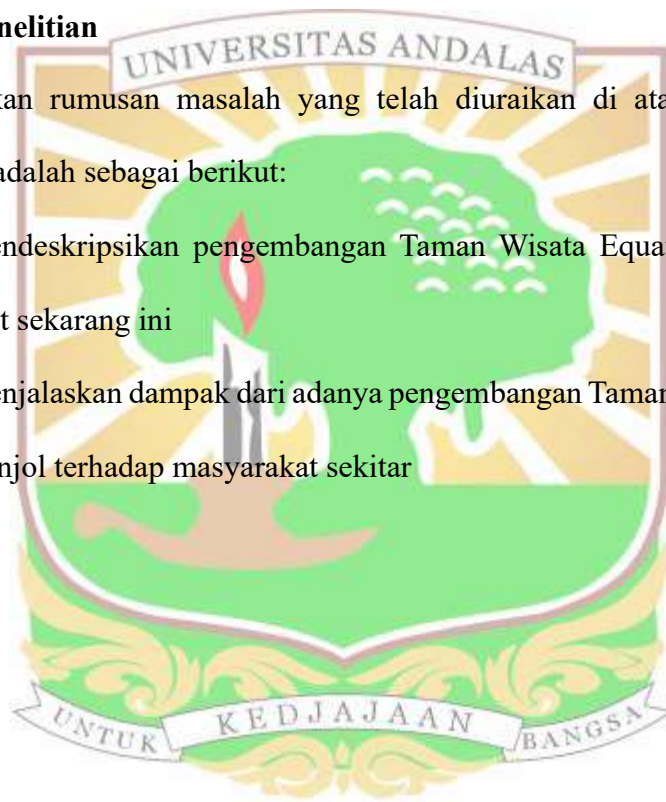 nelitian
UNIVERSITAS ANDALAS
kan rumusan masalah yang telah diuraikan di ata
adalah sebagai berikut:
endeskripsikan pengembangan Taman Wisata Equa
t sekarang ini
enjalaskan dampak dari adanya pengembangan Taman
njol terhadap masyarakat sekitar
UNTUK KEDJAJAAN BANGSA